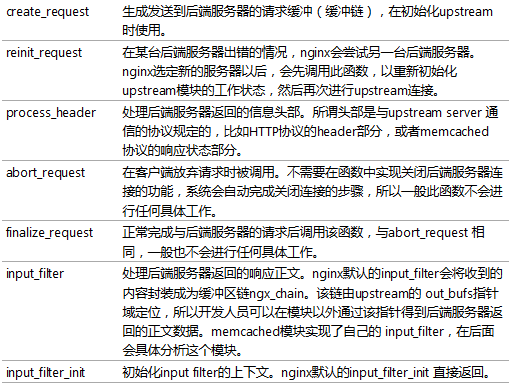 create_request 生成发送到后端服务器的请求缓冲（缓冲链），在初始化upstream
时使用。
reinit_request 在某台后端服务器出错的情况，nginx会尝试另一台后端服务器。
nginx选定新的服务器以后，会先调用此函数，以重新初始化
upstream模块的工作状态，然后再次进行upstream连接。
process_header 处理后端服务器返回的信息头部。所谓头部是与upstream server 通
信的协议规定的，比如HTTP协议的header部分，或者memcached
协议的响应状态部分。
abort_request 在客户端放弃请求时被调用。不需要在函数中实现关闭后端服务器连
接的功能，系统会自动完成关闭连接的步骤，所以一般此函数不会进
行任何具体工作。
finalize_request 正常完成与后端服务器的请求后调用该函数，与abort_request 相
同，一般也不会进行任何具体工作。
input_filter 处理后端服务器返回的响应正文。nginx默认的input_filter会将收到的
内容封装成为缓冲区链ngx_chain。该链由upstream的 out_bufs指针
域定位，所以开发人员可以在模块以外通过该指针得到后端服务器返
回的正文数据。memcached模块实现了自己的 input_filter，在后面
会具体分析这个模块。
input_filter_init 初始化input filter的上下文。nginx默认的input_filter_init 直接返回。